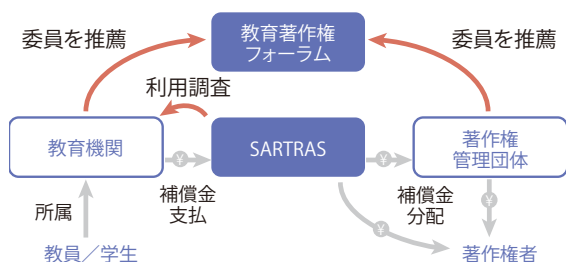 委員を推薦
教育著作権
フォーラム
委員を推薦
利用調査
教育機関
¥
SARTRAS
¥
著作権
管理団体
所属
補償金
支払
¥
補償金
分配
¥
教員／学生
著作権者